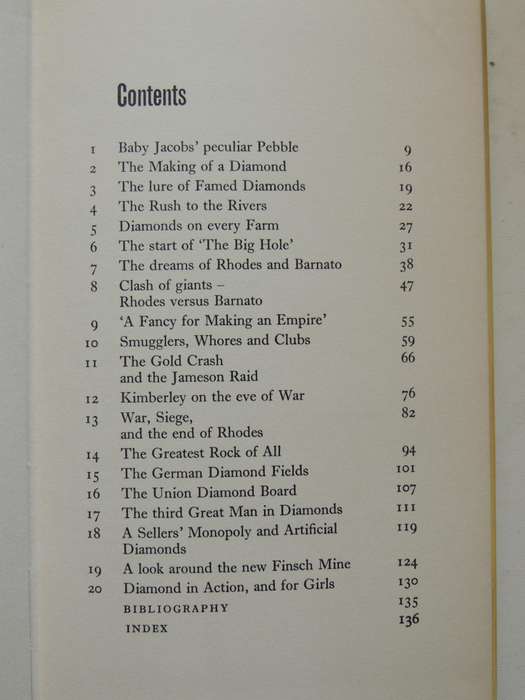 Contents
1 Baby Jacobs' peculiar Pebble 9
2 The Making of a Diamond 16
3 The lure of Famed Diamonds 19
4 The Rush to the Rivers 22
5 Diamonds on every Farm 27
6 The start of 'The Big Hole' 31
7 The dreams of Rhodes and Barnato 38
8 Clash of giants – 47
Rhodes versus Barnato
9 'A Fancy for Making an Empire' 55
10 Smugglers, Whores and Clubs 59
11 The Gold Crash 66
and the Jameson Raid
12 Kimberley on the eve of War 76
13 War, Siege, 82
and the end of Rhodes
14 The Greatest Rock of All 94
15 The German Diamond Fields 101
16 The Union Diamond Board 107
17 The third Great Man in Diamonds 111
18 A Sellers' Monopoly and Artificial 119
Diamonds
19 A look around the new Finsch Mine 124
20 Diamond in Action, and for Girls 130
BIBLIOGRAPHY 135
INDEX 136